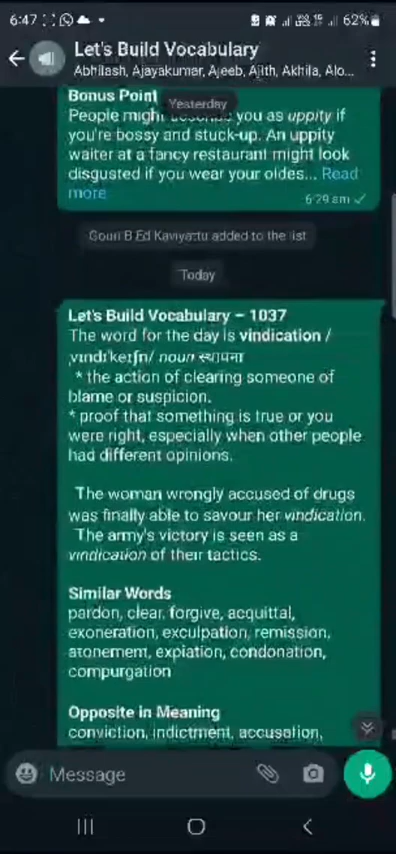 6:47 62%
Let's Build Vocabulary
Abhilash, Ajayakumar, Ajeeb, Ajith, Akhila, Alo...
Bonus Point
Yesterday
People might describe you as uppity if
you're bossy and stuck-up. An uppity
waiter at a fancy restaurant might look
disgusted if you wear your oldes... Read
more
6:29 am
Gouri B Ed Kaviyattu added to the list
Today
Let's Build Vocabulary – 1037
The word for the day is vindication /
ˌvɪndɪˈkeɪʃn/ noun स्थापना
* the action of clearing someone of
blame or suspicion.
* proof that something is true or you
were right, especially when other people
had different opinions.
The woman wrongly accused of drugs
was finally able to savour her vindication.
The army's victory is seen as a
vindication of their tactics.
Similar Words
pardon, clear, forgive, acquittal,
exoneration, exculpation, remission,
atonement, expiation, condonation,
compurgation
Opposite in Meaning
conviction, indictment, accusation,
Message